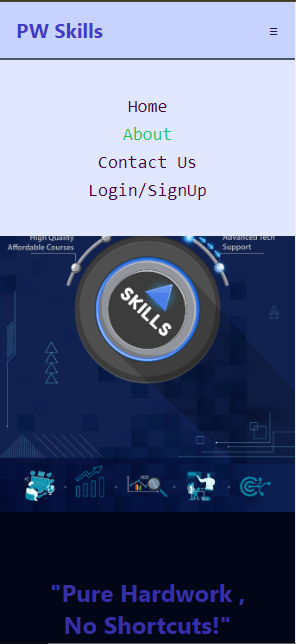 PW Skills
Home
About
Contact Us
Login/SignUp
High Quality
Affordable Courses
Advanced Tech
Support
SKILLS
"Pure Hardwork ,
No Shortcuts!"